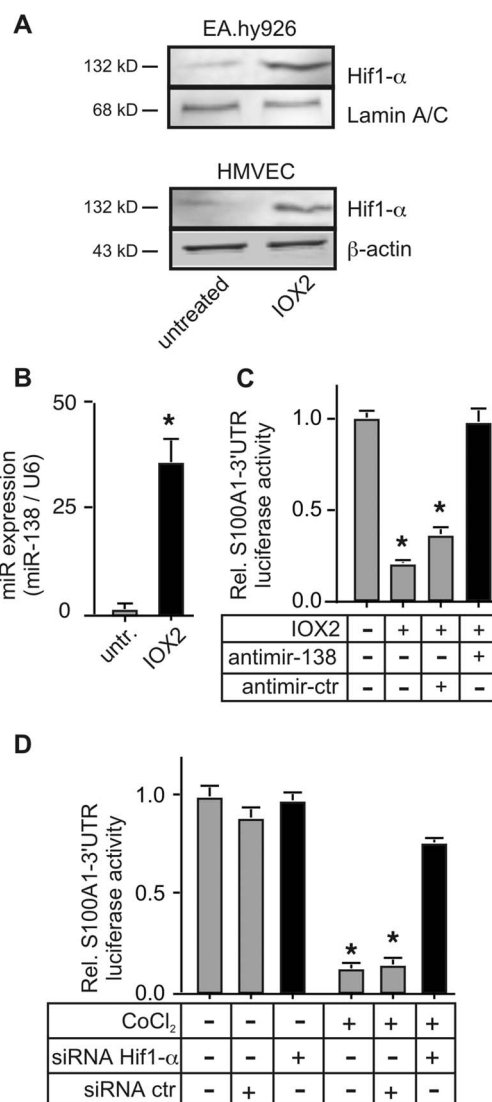 A
EA.hy926
132 kD
Hif1-α
68 kD
Lamin A/C
HMVEC
132 kD
Hif1-α
43 kD
β-actin
untreated
IOX2
B
50
25
0
miR expression
(miR-138 / U6)
*
untr.
IOX2
C
1.0
0.5
0.0
Rel. S100A1-3'UTR
luciferase activity
* *
IOX2 - + + +
antimir-138 - - - +
antimir-ctr - - + -
D
1.0
0.5
0.0
Rel. S100A1-3'UTR
luciferase activity
* *
CoCl₂ - - - + + +
siRNA Hif1-α - - + - - +
siRNA ctr - + - - + -